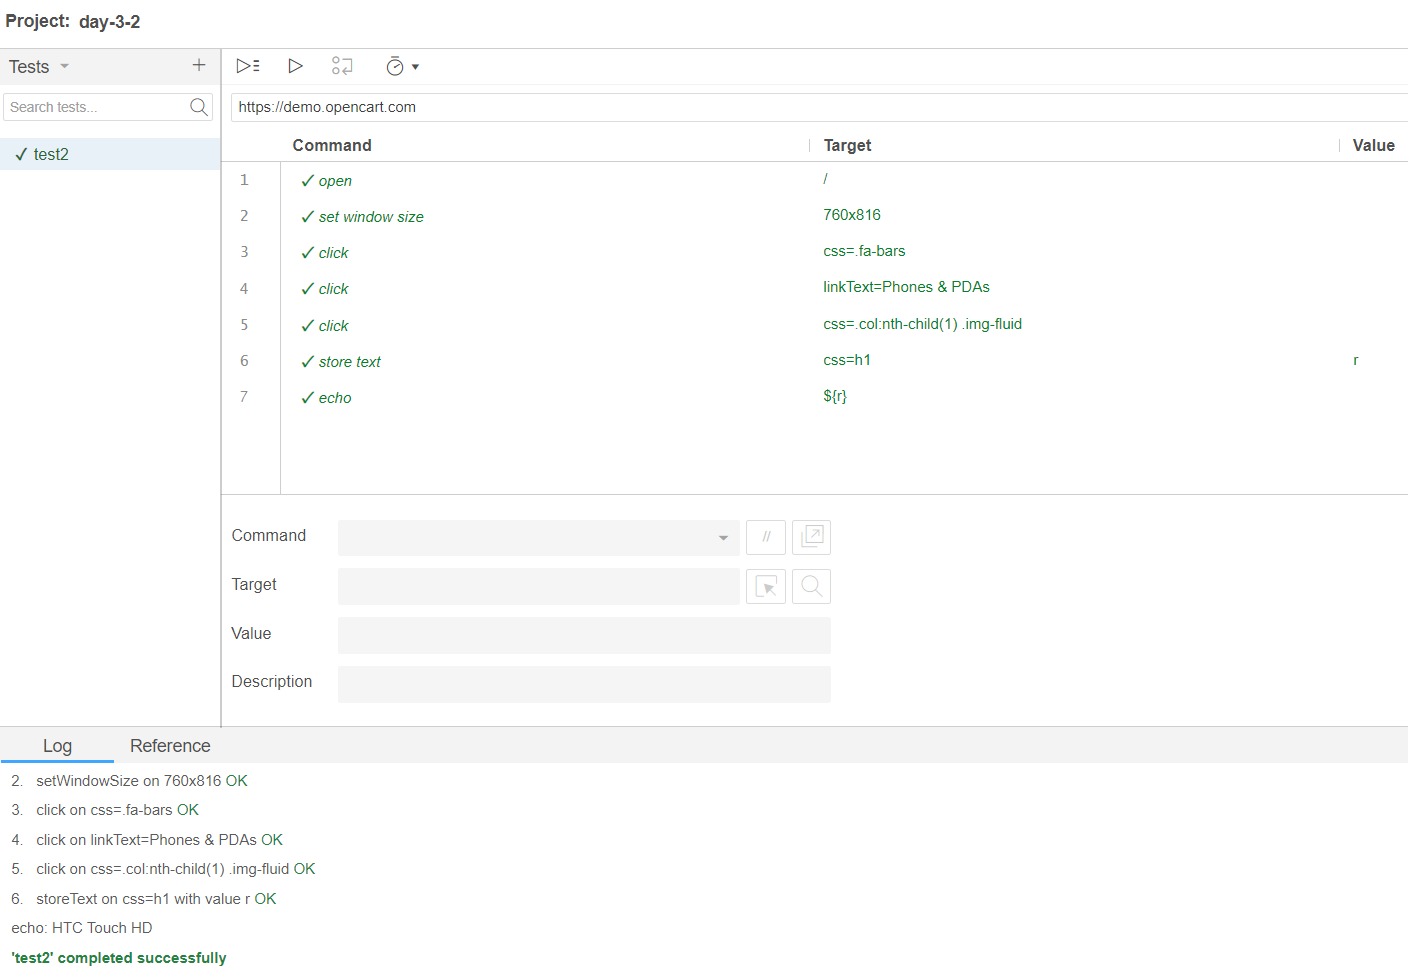 Project: day-3-2
Tests
Search tests...
✓ test2
https://demo.opencart.com
Command Target Value
1 ✓ open /
2 ✓ set window size 760x816
3 ✓ click css=.fa-bars
4 ✓ click linkText=Phones & PDAs
5 ✓ click css=.col:nth-child(1) .img-fluid
6 ✓ store text css=h1 r
7 ✓ echo ${r}
Command //
Target
Value
Description
Log Reference
2. setWindowSize on 760x816 OK
3. click on css=.fa-bars OK
4. click on linkText=Phones & PDAs OK
5. click on css=.col:nth-child(1) .img-fluid OK
6. storeText on css=h1 with value r OK
echo: HTC Touch HD
'test2' completed successfully